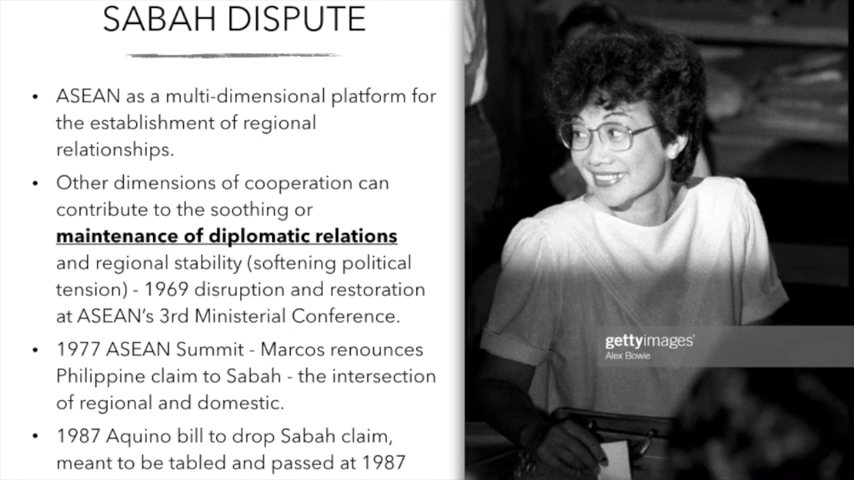 SABAH DISPUTE
• ASEAN as a multi-dimensional platform for
the establishment of regional
relationships.
• Other dimensions of cooperation can
contribute to the soothing or
maintenance of diplomatic relations
and regional stability (softening political
tension) - 1969 disruption and restoration
at ASEAN's 3rd Ministerial Conference.
• 1977 ASEAN Summit - Marcos renounces
Philippine claim to Sabah - the intersection
of regional and domestic.
• 1987 Aquino bill to drop Sabah claim,
meant to be tabled and passed at 1987
gettyimages®
Alex Bowie